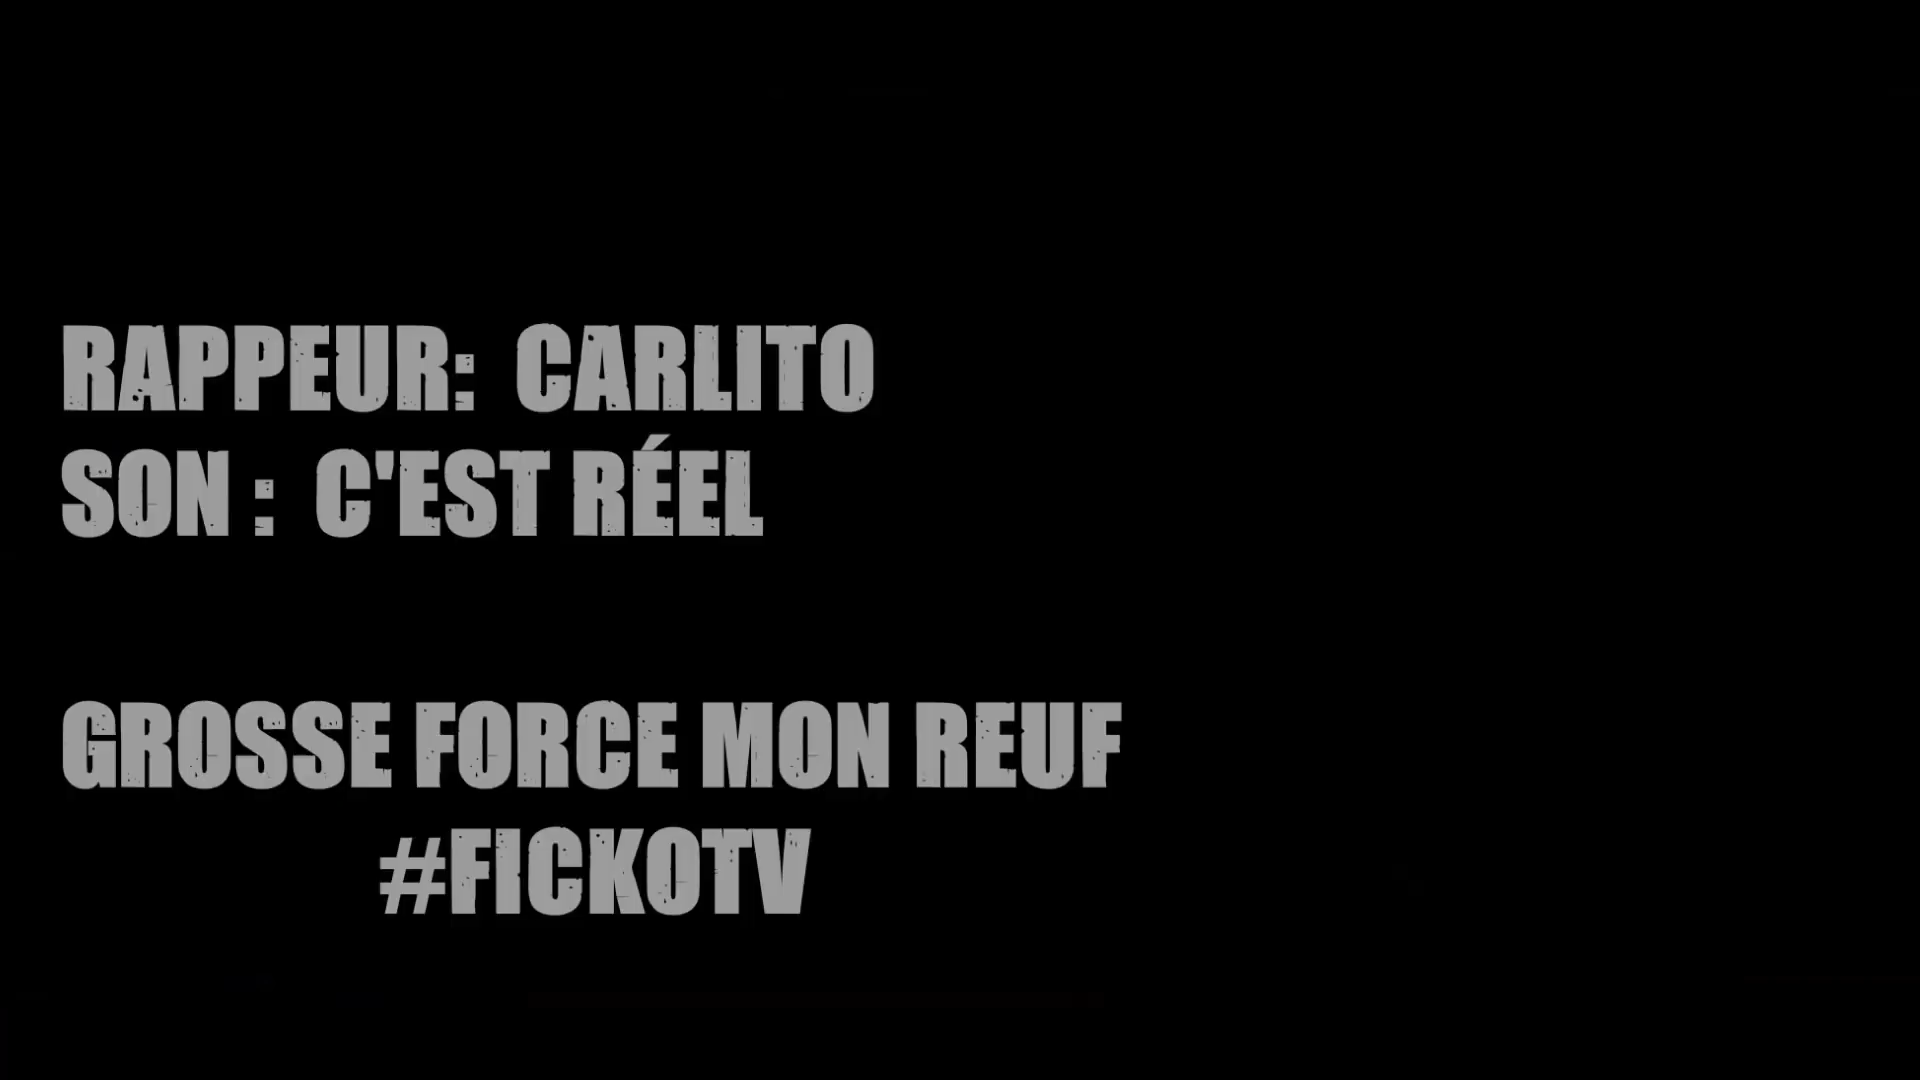 RAPPEUR: CARLITO
SON : C'EST RÉEL
GROSSE FORCE MON REUF
#FICKOTV